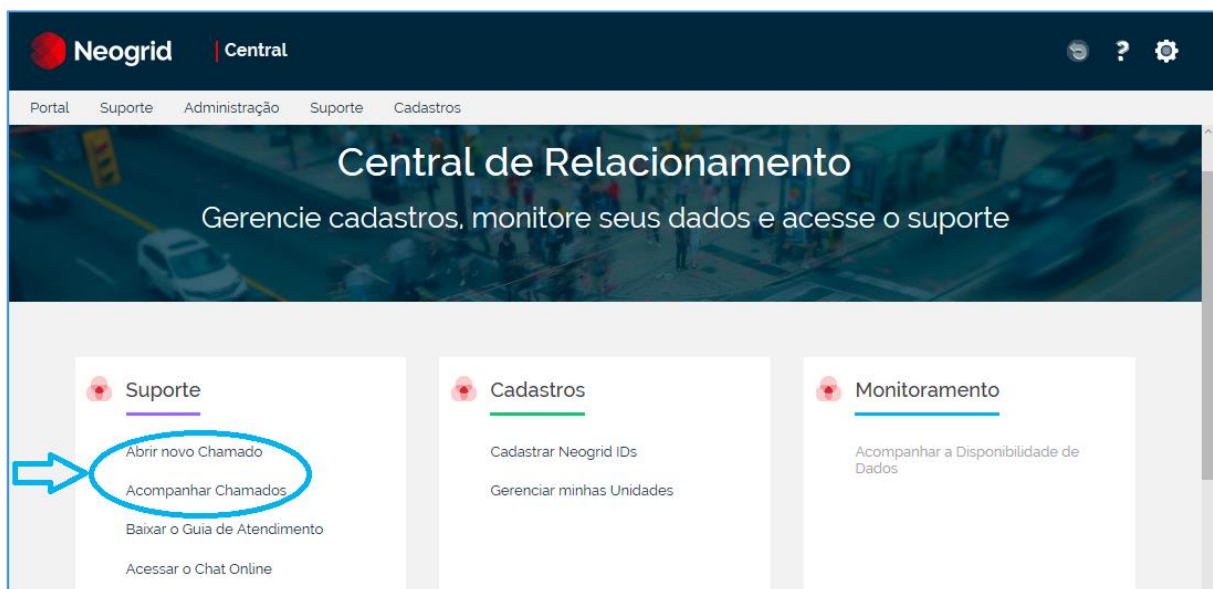 Neogrid | Central
?
Portal Suporte Administração Suporte Cadastros
Central de Relacionamento
Gerencie cadastros, monitore seus dados e acesse o suporte
Suporte
Abrir novo Chamado
Acompanhar Chamados
Baixar o Guia de Atendimento
Acessar o Chat Online
Cadastros
Cadastrar Neogrid IDs
Gerenciar minhas Unidades
Monitoramento
Acompanhar a Disponibilidade de
Dados